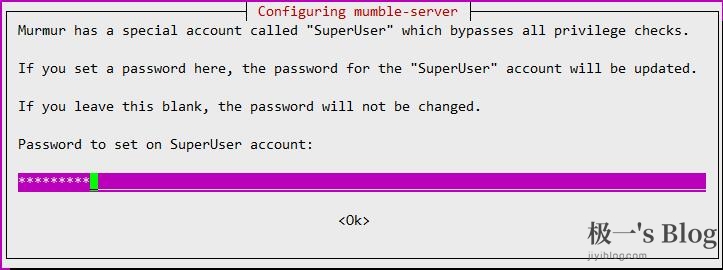 Configuring mumble-server
Murmur has a special account called "SuperUser" which bypasses all privilege checks.
If you set a password here, the password for the "SuperUser" account will be updated.
If you leave this blank, the password will not be changed.
Password to set on SuperUser account:
*********
<Ok>
极一's Blog
jiyiblog.com